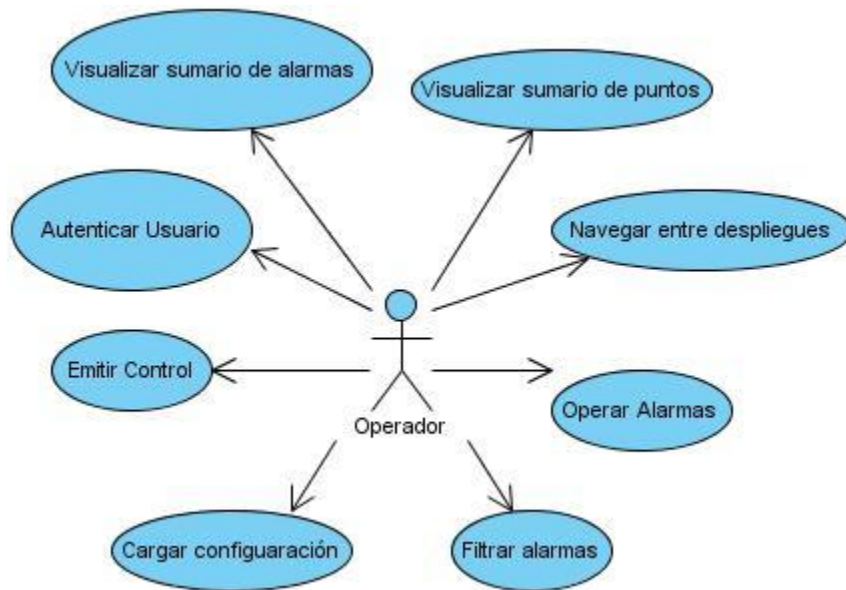 Visualizar sumario de alarmas
Visualizar sumario de puntos
Autenticar Usuario
Navegar entre despliegues
Emitir Control
Operar Alarmas
Operador
Cargar configuaración
Filtrar alarmas